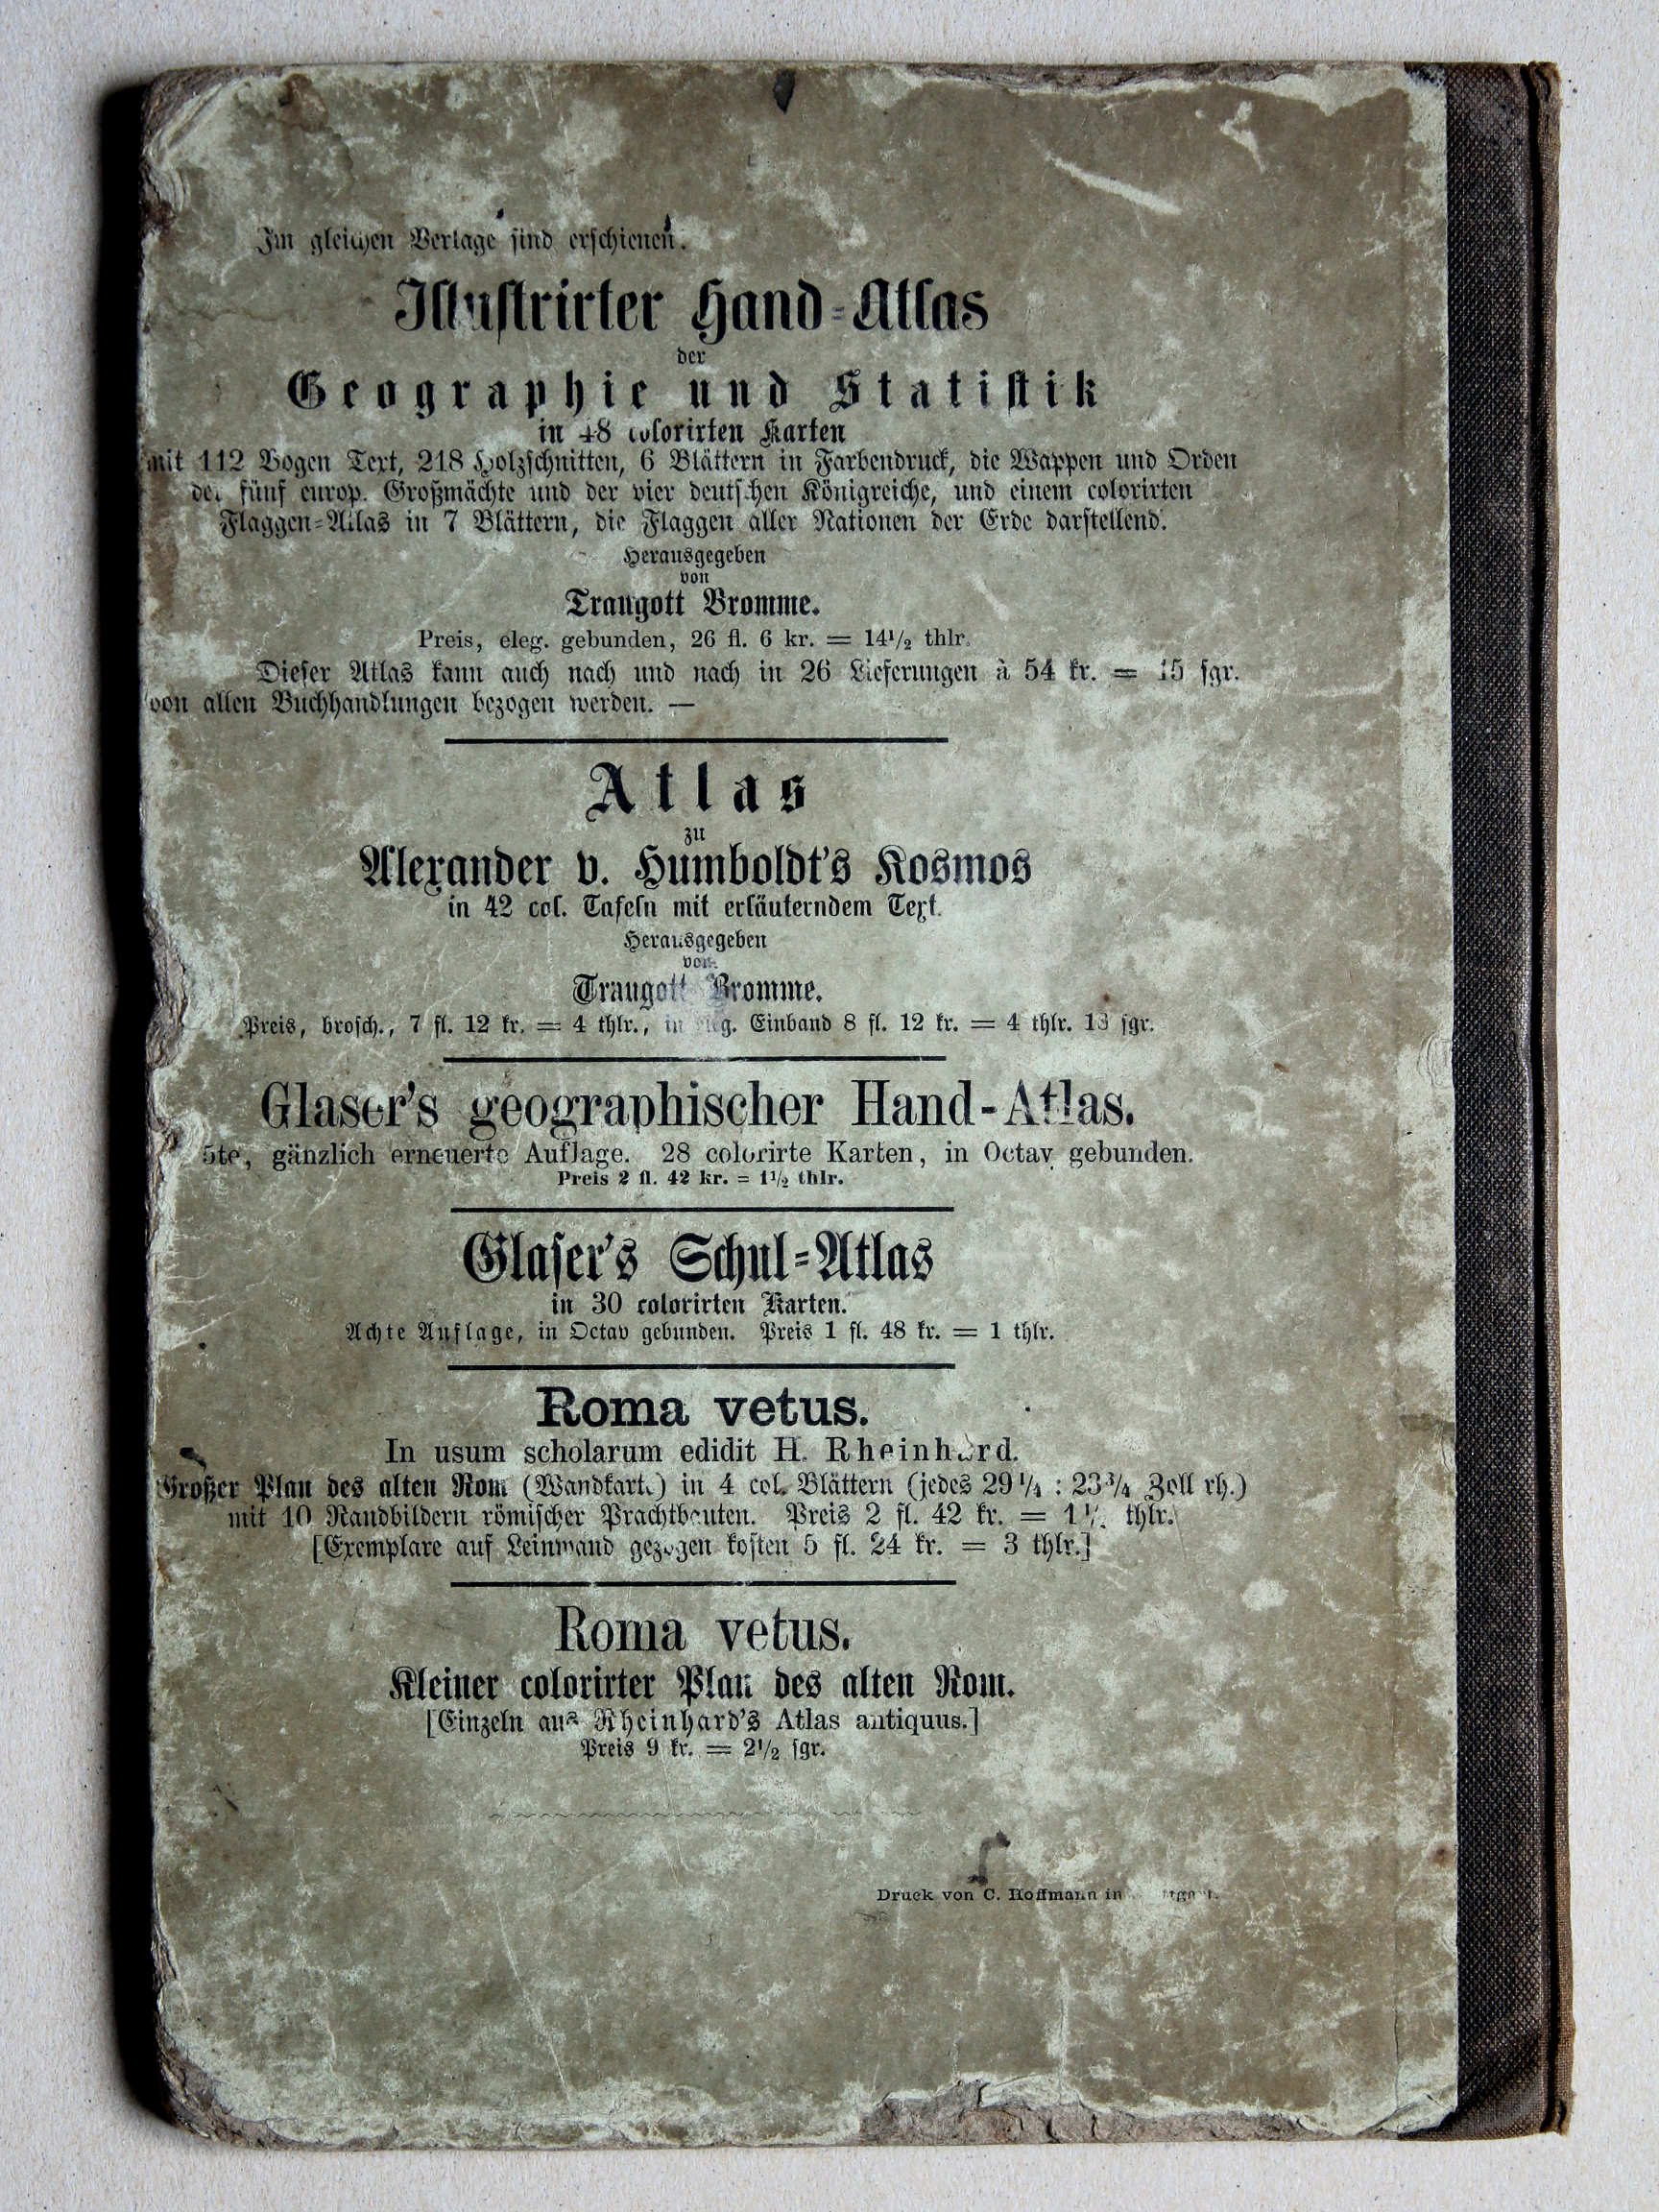 Im gleichen Verlage sind erschienen.
Illustrirter Hand-Atlas
der
Geographie und Statistik
in 48 colorirten Karten
mit 112 Bogen Text, 218 Holzschnitten, 6 Blättern in Farbendruck, die Wappen und Orden
der fünf europ. Großmächte und der vier deutschen Königreiche, und einem colorirten
Flaggen-Atlas in 7 Blättern, die Flaggen aller Nationen der Erde darstellend.
Herausgegeben
von
Traugott Bromme.
Preis, eleg. gebunden, 26 fl. 6 kr. = 14½ thlr.
Dieser Atlas kann auch nach und nach in 26 Lieferungen à 54 kr. = 15 sgr.
von allen Buchhandlungen bezogen werden. —
Atlas
zu
Alexander v. Humboldt's Kosmos
in 42 col. Tafeln mit erläuterndem Text.
Herausgegeben
von
Traugott Bromme.
Preis, brosch., 7 fl. 12 kr. = 4 thlr., in Einband 8 fl. 12 kr. = 4 thlr. sgr.
Glaser's geographischer Hand-Atlas.
5te, gänzlich erneuerte Auflage. 28 colorirte Karten, in Octav gebunden.
Preis 2 fl. 42 kr. = 1½ thlr.
Glaser's Schul-Atlas
in 30 colorirten Karten.
Achte Auflage, in Octav gebunden. Preis 1 fl. 48 kr. = 1 thlr.
Roma vetus.
In usum scholarum edidit H. Rheinhard.
Großer Plan des alten Rom (Wandkarte) in 4 col. Blättern (jedes 29¼ : 23¾ Zoll rh.)
mit 10 Randbildern römischer Prachtbauten. Preis 2 fl. 42 kr. = thlr.
[Exemplare auf Leinwand gezogen kosten 5 fl. 24 kr. = 3 thlr.]
Roma vetus.
Kleiner colorirter Plan des alten Rom.
[Einzeln aus Rheinhard's Atlas antiquus.]
Preis 9 kr. = 2½ sgr.
Druck von C. Hoffmann in